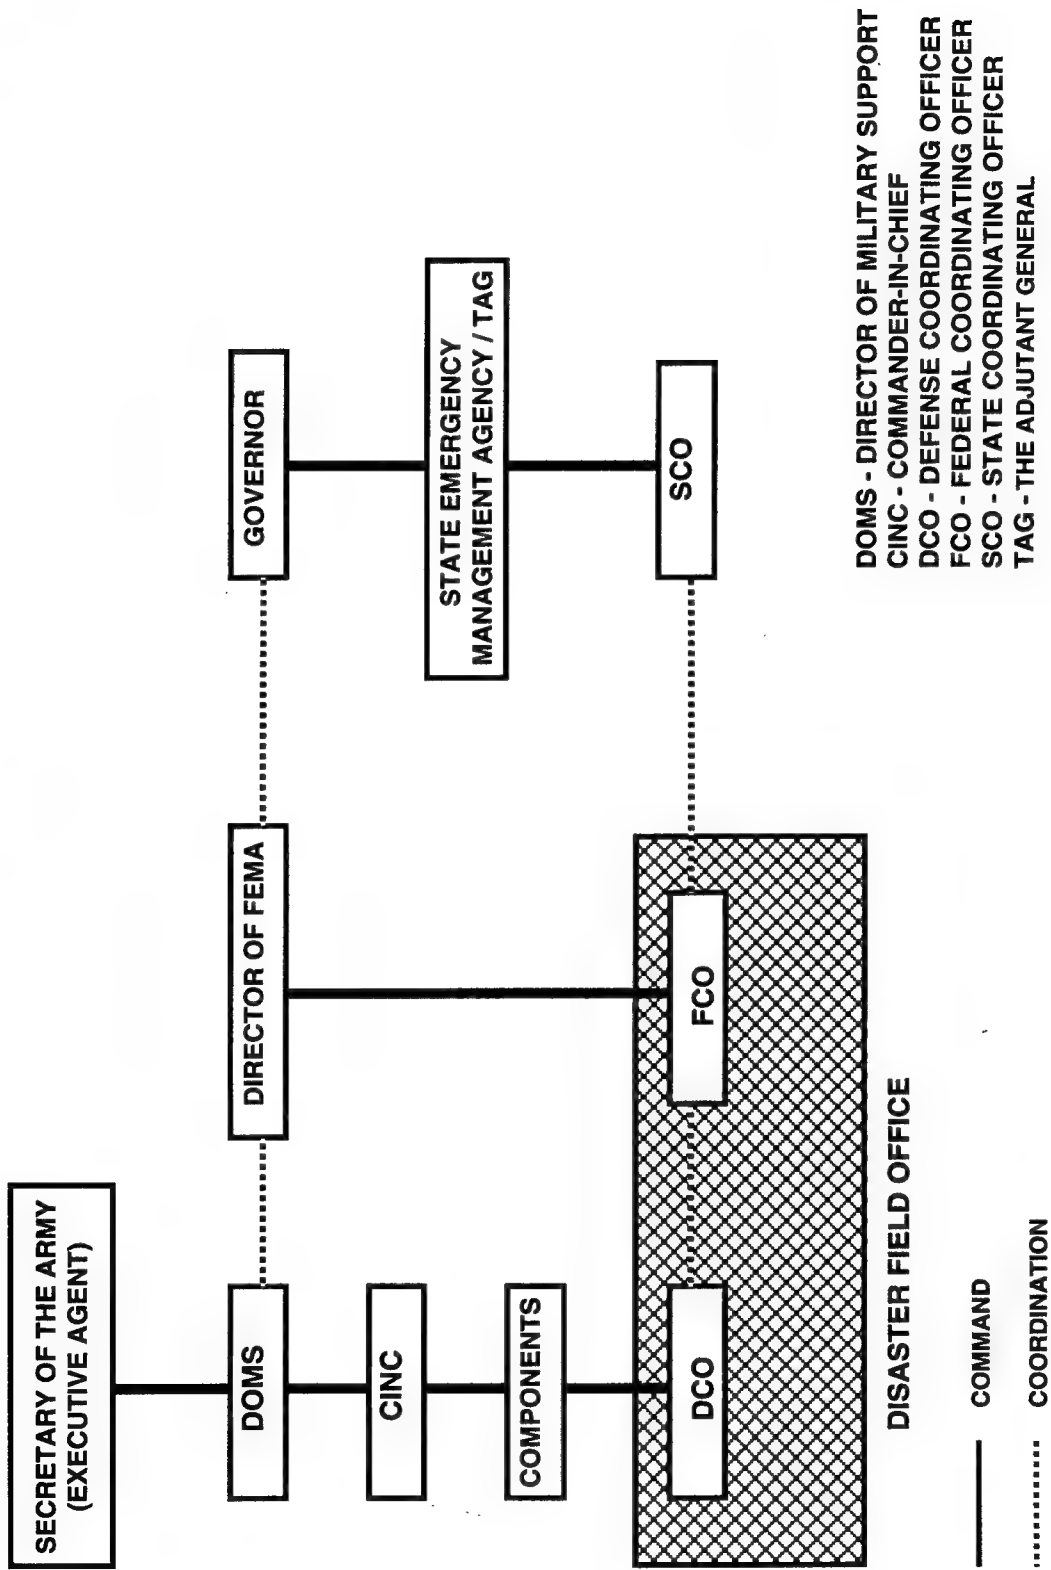 SECRETARY OF THE ARMY
(EXECUTIVE AGENT)
DOMS
DIRECTOR OF FEMA
GOVERNOR
CINC
STATE EMERGENCY
MANAGEMENT AGENCY / TAG
COMPONENTS
DCO
FCO
SCO
DISASTER FIELD OFFICE
COMMAND
COORDINATION
DOMS - DIRECTOR OF MILITARY SUPPORT
CINC - COMMANDER-IN-CHIEF
DCO - DEFENSE COORDINATING OFFICER
FCO - FEDERAL COORDINATING OFFICER
SCO - STATE COORDINATING OFFICER
TAG - THE ADJUTANT GENERAL